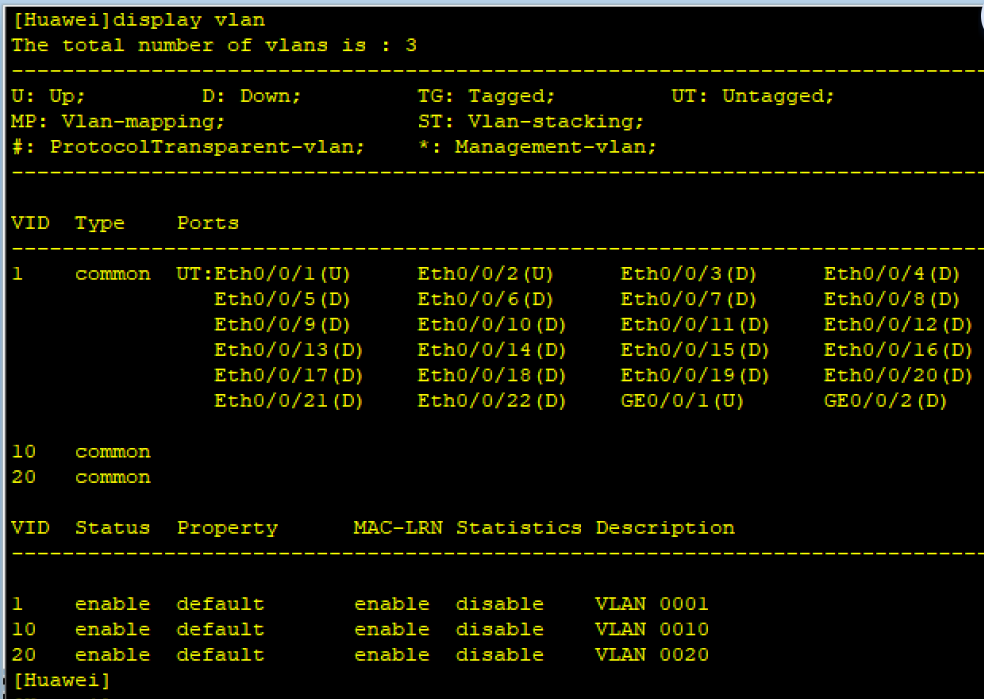 [Huawei]display vlan
The total number of vlans is : 3
--------------------------------------------------------------------------------
U: Up;         D: Down;         TG: Tagged;         UT: Untagged;
MP: Vlan-mapping;               ST: Vlan-stacking;
#: ProtocolTransparent-vlan;    *: Management-vlan;
--------------------------------------------------------------------------------
VID  Type    Ports
--------------------------------------------------------------------------------
1    common  UT:Eth0/0/1(U)      Eth0/0/2(U)     Eth0/0/3(D)     Eth0/0/4(D)
                Eth0/0/5(D)      Eth0/0/6(D)     Eth0/0/7(D)     Eth0/0/8(D)
                Eth0/0/9(D)      Eth0/0/10(D)    Eth0/0/11(D)    Eth0/0/12(D)
                Eth0/0/13(D)     Eth0/0/14(D)    Eth0/0/15(D)    Eth0/0/16(D)
                Eth0/0/17(D)     Eth0/0/18(D)    Eth0/0/19(D)    Eth0/0/20(D)
                Eth0/0/21(D)     Eth0/0/22(D)    GE0/0/1(U)      GE0/0/2(D)
10   common
20   common
VID  Status  Property      MAC-LRN Statistics Description
--------------------------------------------------------------------------------
1    enable  default       enable  disable    VLAN 0001
10   enable  default       enable  disable    VLAN 0010
20   enable  default       enable  disable    VLAN 0020
[Huawei]